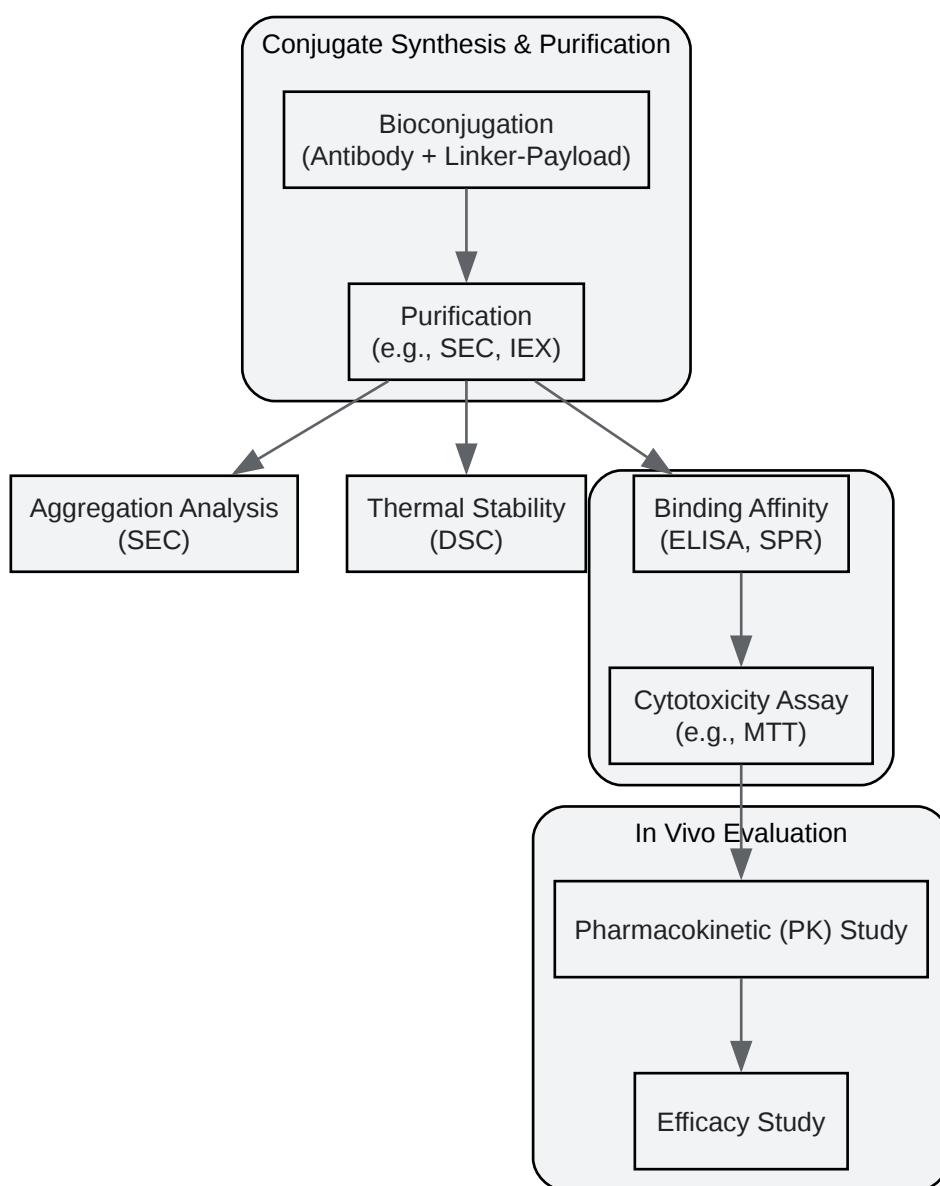 Conjugate Synthesis & Purification
Bioconjugation
(Antibody + Linker-Payload)
Purification
(e.g., SEC, IEX)
Aggregation Analysis
(SEC)
Thermal Stability
(DSC)
Binding Affinity
(ELISA, SPR)
Cytotoxicity Assay
(e.g., MTT)
In Vivo Evaluation
Pharmacokinetic (PK) Study
Efficacy Study